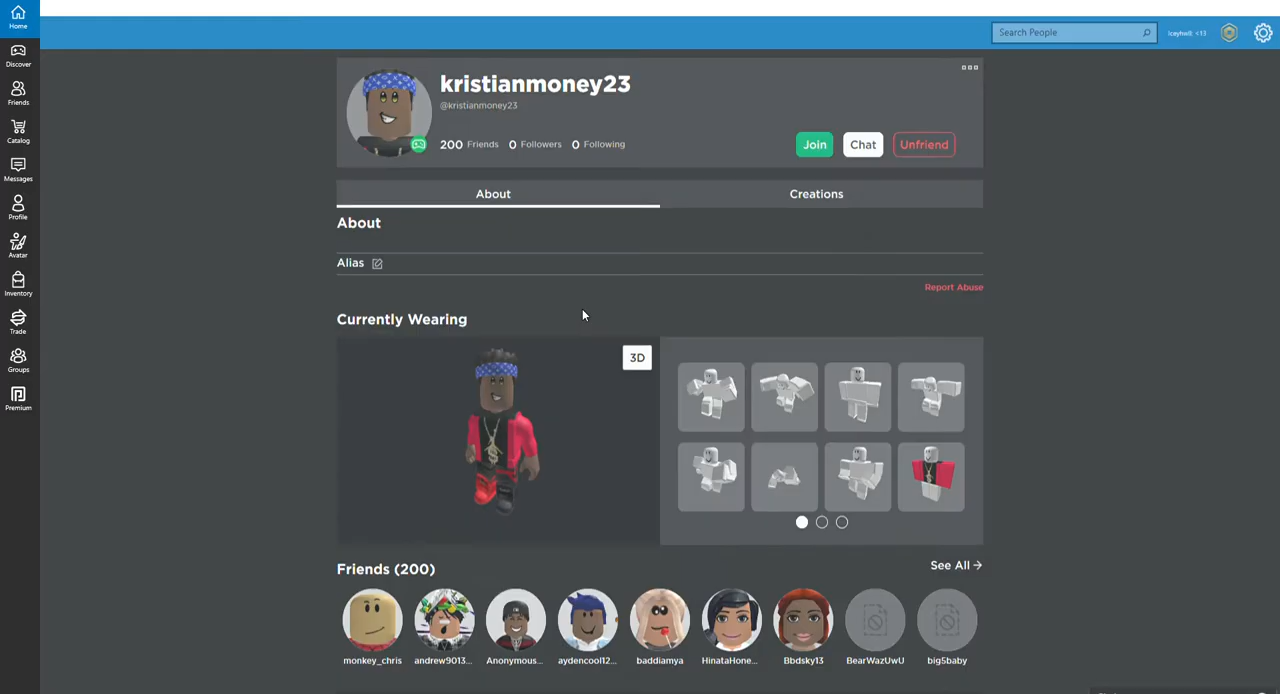 Home
Discover
Friends
Catalog
Messages
Profile
Avatar
Inventory
Trade
Groups
Premium
Search People
Iceyhell: <13
kristianmoney23
@kristianmoney23
200 Friends 0 Followers 0 Following
Join Chat Unfriend
About Creations
About
Alias
Report Abuse
Currently Wearing
3D
Friends (200) See All
monkey_chris andrew9013... Anonymous... aydencool12... baddiamya HinataHone... Bbdsky13 BearWazUwU big5baby